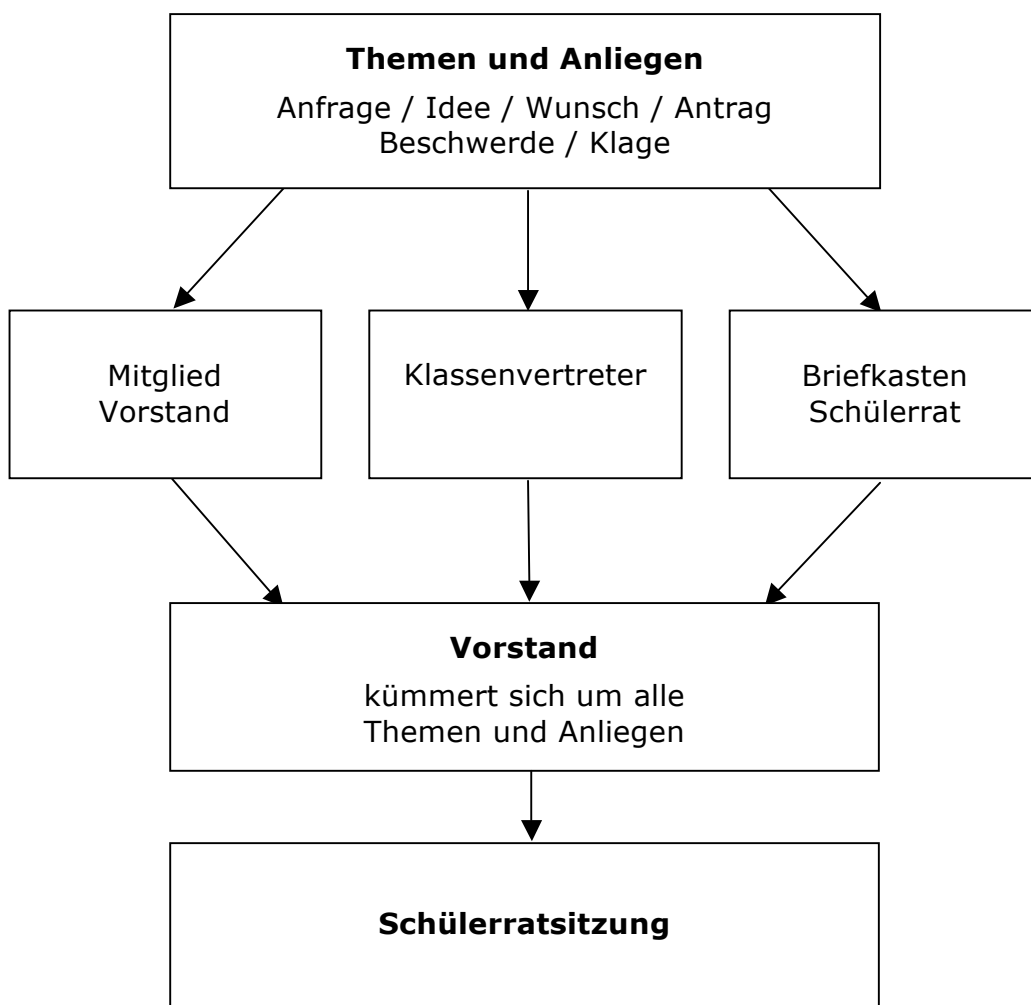 Themen und Anliegen
Anfrage / Idee / Wunsch / Antrag
Beschwerde / Klage
Mitglied
Vorstand
Klassenvertreter
Briefkasten
Schülerrat
Vorstand
kümmert sich um alle
Themen und Anliegen
Schülerratsitzung